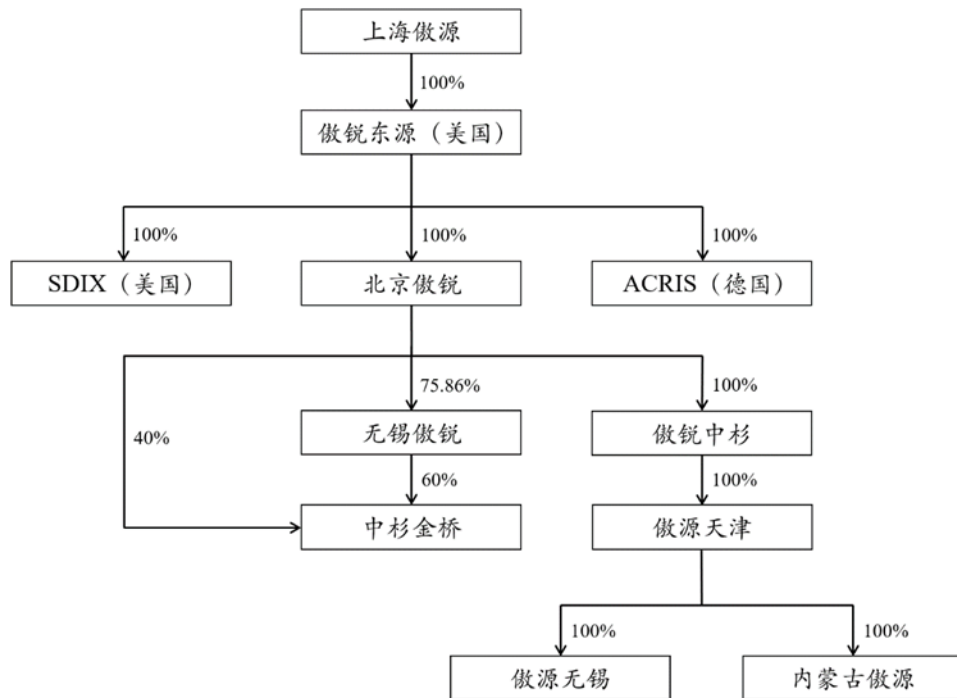 上海傲源
100%
傲锐东源（美国）
100%
100%
100%
SDIX（美国）
北京傲锐
ACRIS（德国）
40%
75.86%
100%
无锡傲锐
傲锐中杉
60%
100%
中杉金桥
傲源天津
100%
100%
傲源无锡
内蒙古傲源